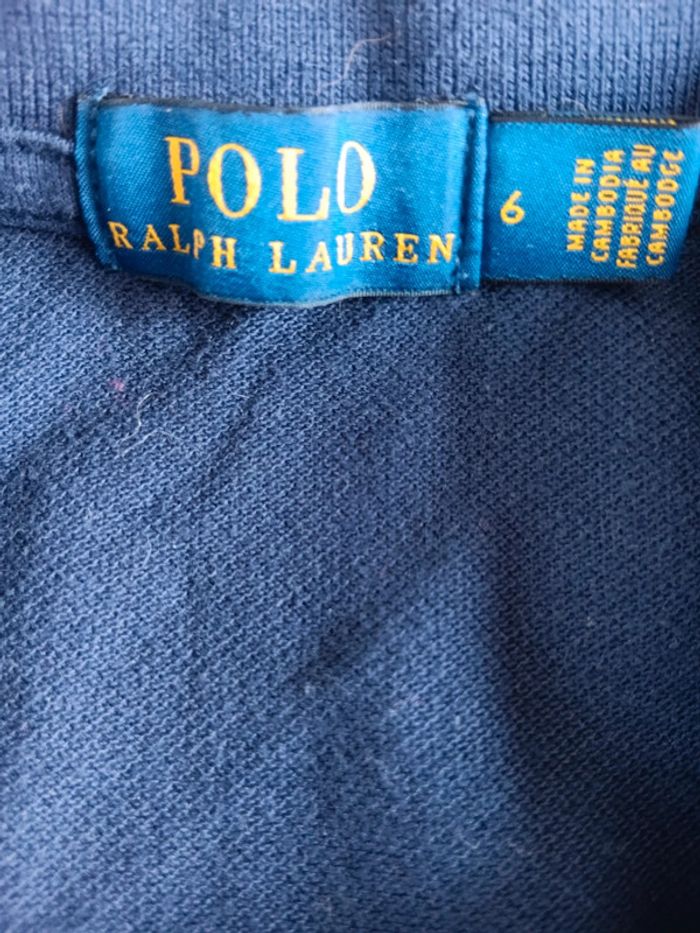 POLO
RALPH LAUREN
6
MADE IN
CAMBODIA
FABRIQUÉ AU
CAMBODGE